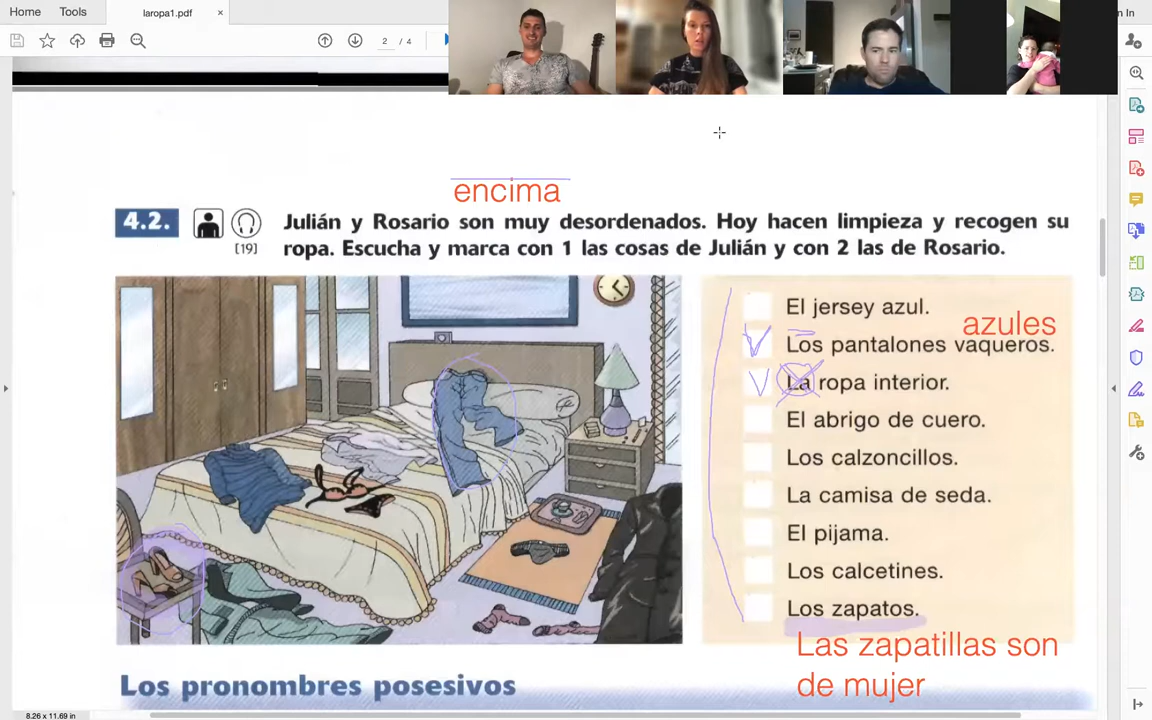 Home Tools laropa1.pdf ×
2 / 4
n In
encima
4.2.
[19]
Julián y Rosario son muy desordenados. Hoy hacen limpieza y recogen su
ropa. Escucha y marca con 1 las cosas de Julián y con 2 las de Rosario.
El jersey azul.
azules
V Los pantalones vaqueros.
V La ropa interior.
El abrigo de cuero.
Los calzoncillos.
La camisa de seda.
El pijama.
Los calcetines.
Los zapatos.
Las zapatillas son
de mujer
Los pronombres posesivos
8.26 x 11.69 in